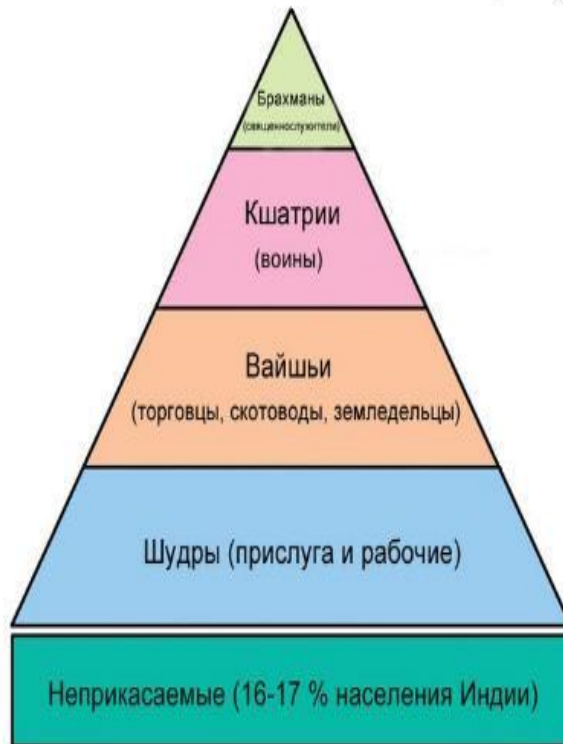 Брахманы
(священнослужители)
Кшатрии
(воины)
Вайшьи
(торговцы, скотоводы, земледельцы)
Шудры (прислуга и рабочие)
Неприкасаемые (16-17 % населения Индии)